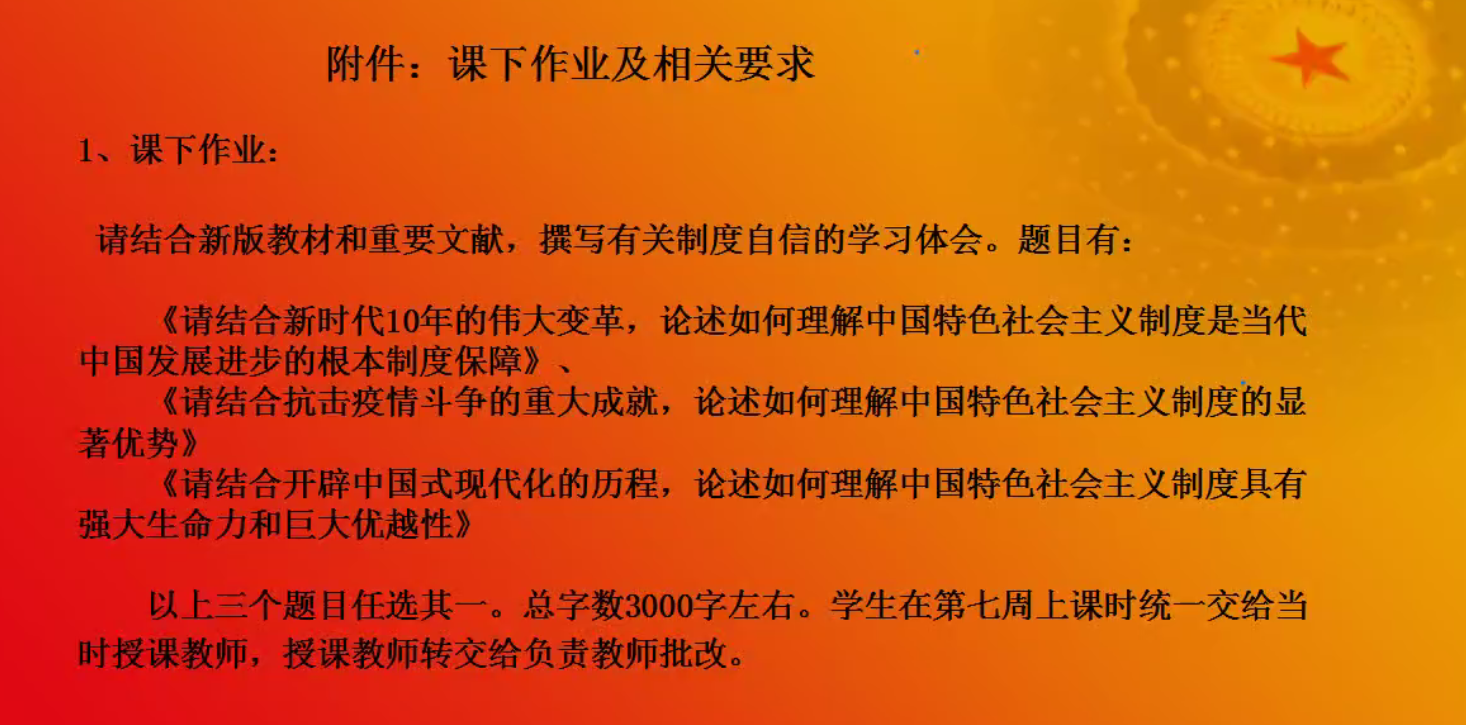 附件：课下作业及相关要求
1、课下作业：
请结合新版教材和重要文献，撰写有关制度自信的学习体会。题目有：
《请结合新时代10年的伟大变革，论述如何理解中国特色社会主义制度是当代
中国发展进步的根本制度保障》、
《请结合抗击疫情斗争的重大成就，论述如何理解中国特色社会主义制度的显
著优势》
《请结合开辟中国式现代化的历程，论述如何理解中国特色社会主义制度具有
强大生命力和巨大优越性》
以上三个题目任选其一。总字数3000字左右。学生在第七周上课时统一交给当
时授课教师，授课教师转交给负责教师批改。